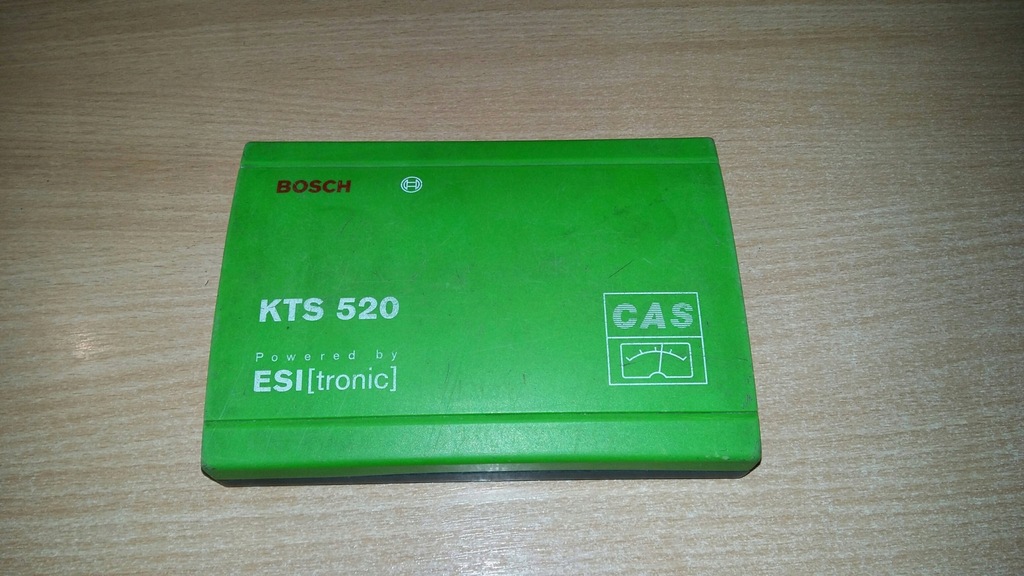 BOSCH
KTS 520
Powered by
ESI[tronic]
CAS